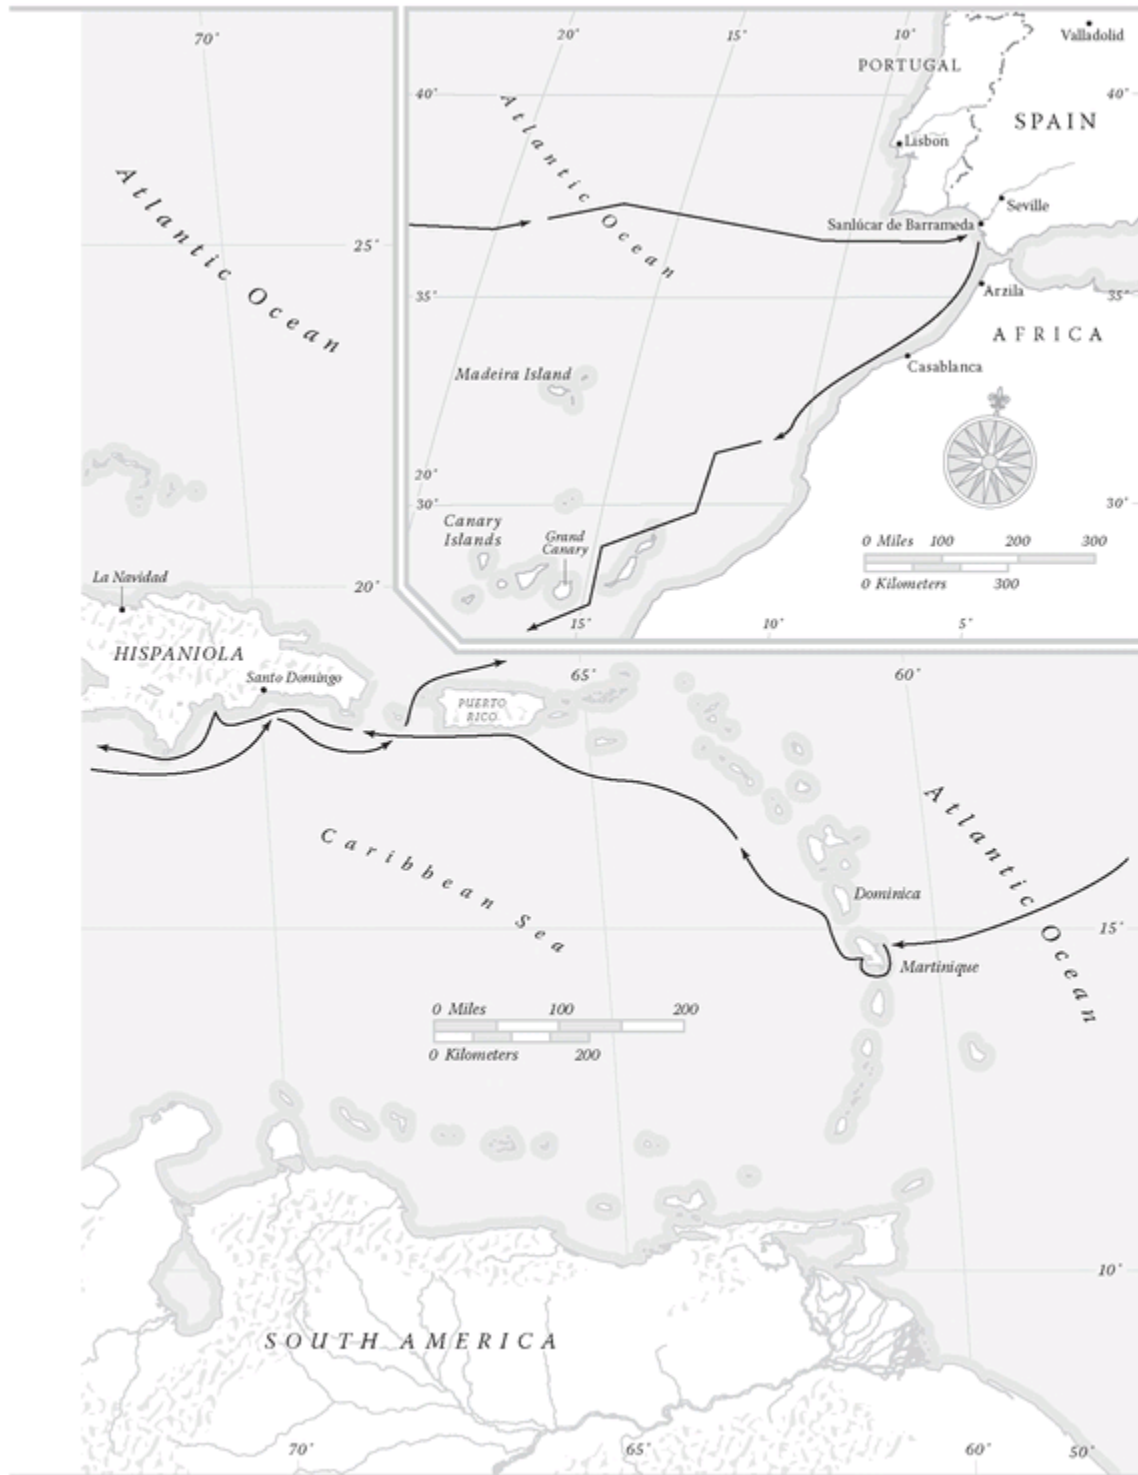 70°
20°
15°
10°
Valladolid
PORTUGAL
40°
40°
Atlantic Ocean
SPAIN
Lisbon
Atlantic Ocean
Seville
Sanlúcar de Barrameda
25°
Arzila
35°
35°
AFRICA
Casablanca
Madeira Island
20°
30°
30°
Canary
Islands
Grand
Canary
0 Miles 100 200 300
0 Kilometers 300
La Navidad
20°
15°
10°
5°
HISPANIOLA
Santo Domingo
65°
60°
PUERTO
RICO
Atlantic Ocean
Caribbean Sea
Dominica
15°
Martinique
0 Miles 100 200
0 Kilometers 200
10°
SOUTH AMERICA
70°
65°
60°
50°